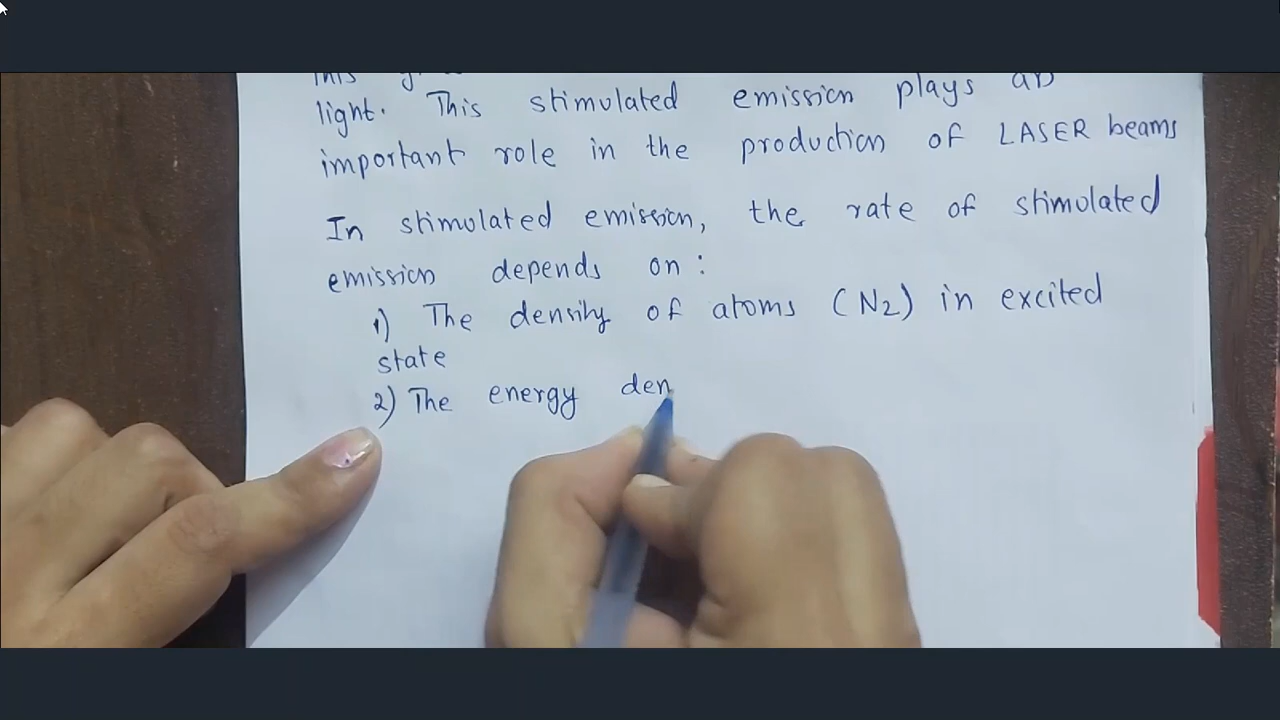 This
light. This stimulated emission plays an
important role in the production of LASER beams
In stimulated emission, the rate of stimulated
emission depends on :
1) The density of atoms (N2) in excited
state
2) The energy den